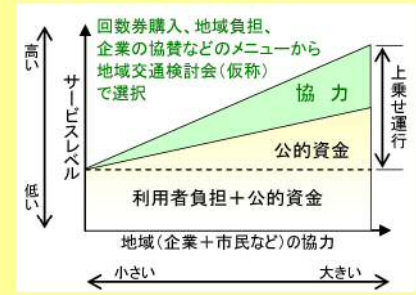 回数券購入、地域負担、
企業の協賛などのメニューから
地域交通検討会(仮称)
で選択
高い
サービスレベル
低い
協力
公的資金
利用者負担+公的資金
上乗せ運行
地域(企業+市民など)の協力
小さい
大きい